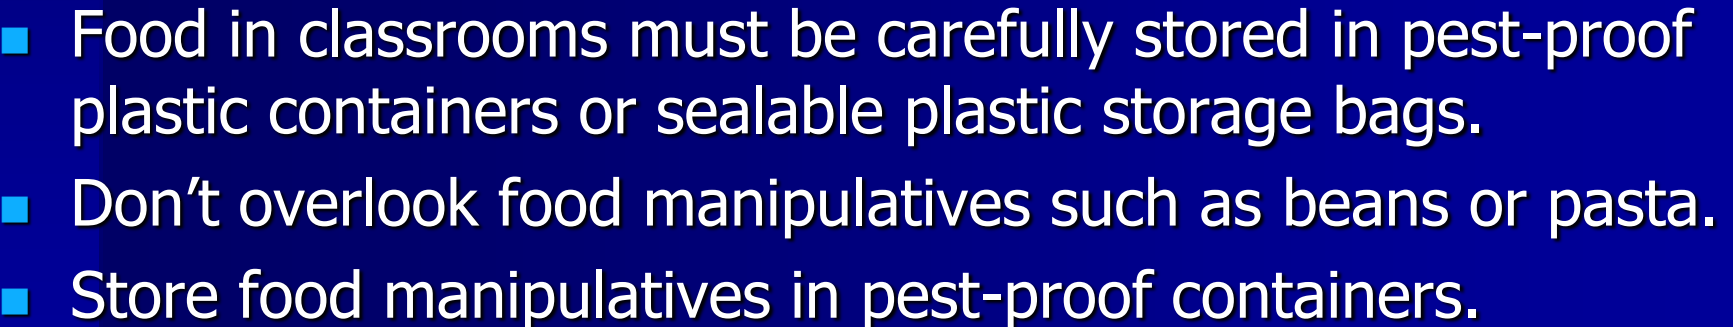 Food in classrooms must be carefully stored in pest-proof
plastic containers or sealable plastic storage bags.
Don’t overlook food manipulatives such as beans or pasta.
Store food manipulatives in pest-proof containers.